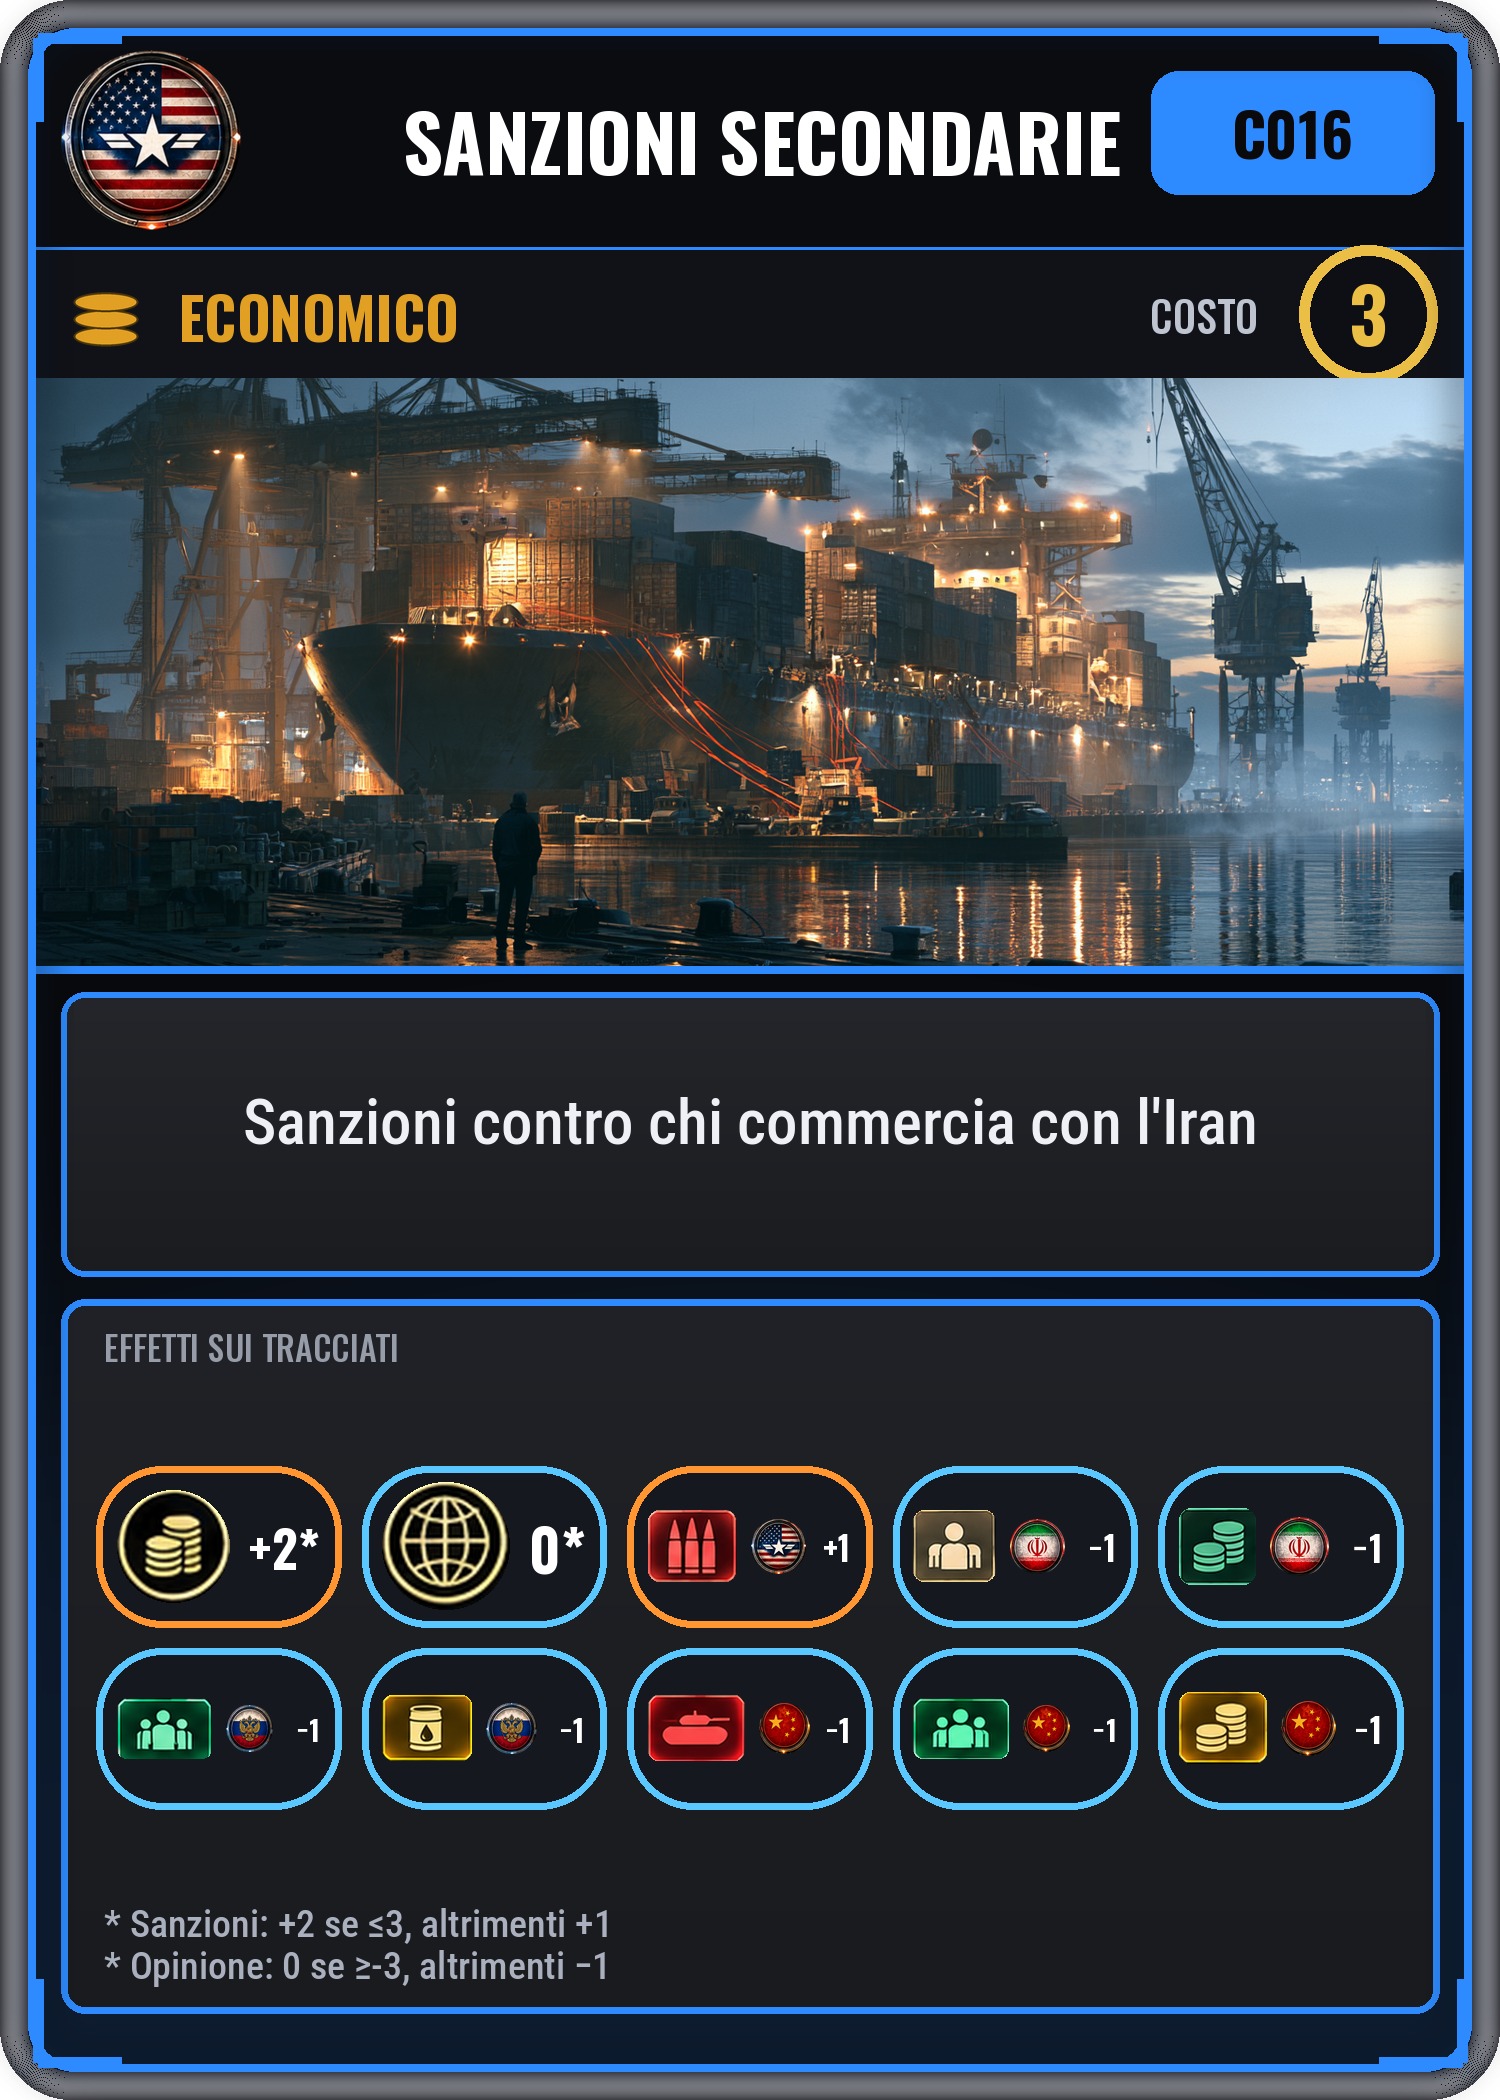 SANZIONI SECONDARIE
C016
ECONOMICO
COSTO
3
Sanzioni contro chi commercia con l'Iran
EFFETTI SUI TRACCIATI
+2*
0*
+1
−1
−1
−1
−1
−1
−1
−1
* Sanzioni: +2 se ≤3, altrimenti +1
* Opinione: 0 se ≥-3, altrimenti −1